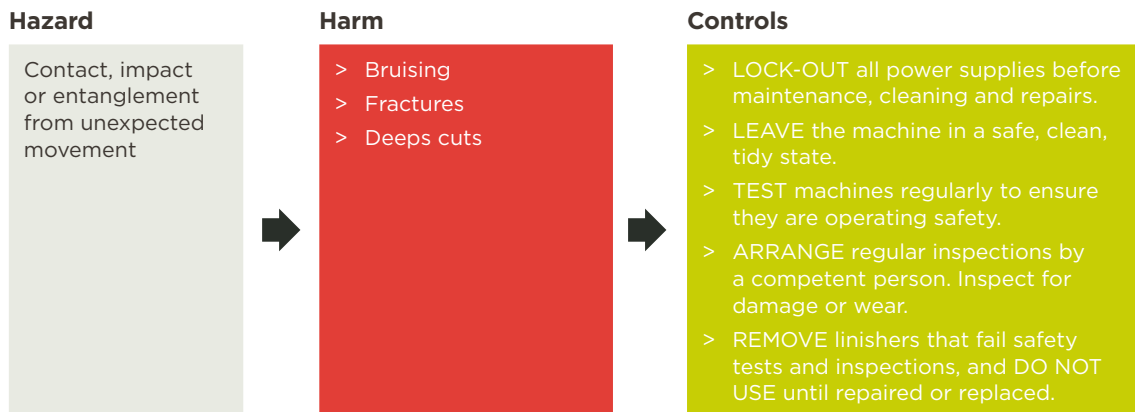 Hazard
Contact, impact
or entanglement
from unexpected
movement
Harm
> Bruising
> Fractures
> Deeps cuts
Controls
> LOCK-OUT all power supplies before
maintenance, cleaning and repairs.
> LEAVE the machine in a safe, clean,
tidy state.
> TEST machines regularly to ensure
they are operating safety.
> ARRANGE regular inspections by
a competent person. Inspect for
damage or wear.
> REMOVE linishers that fail safety
tests and inspections, and DO NOT
USE until repaired or replaced.